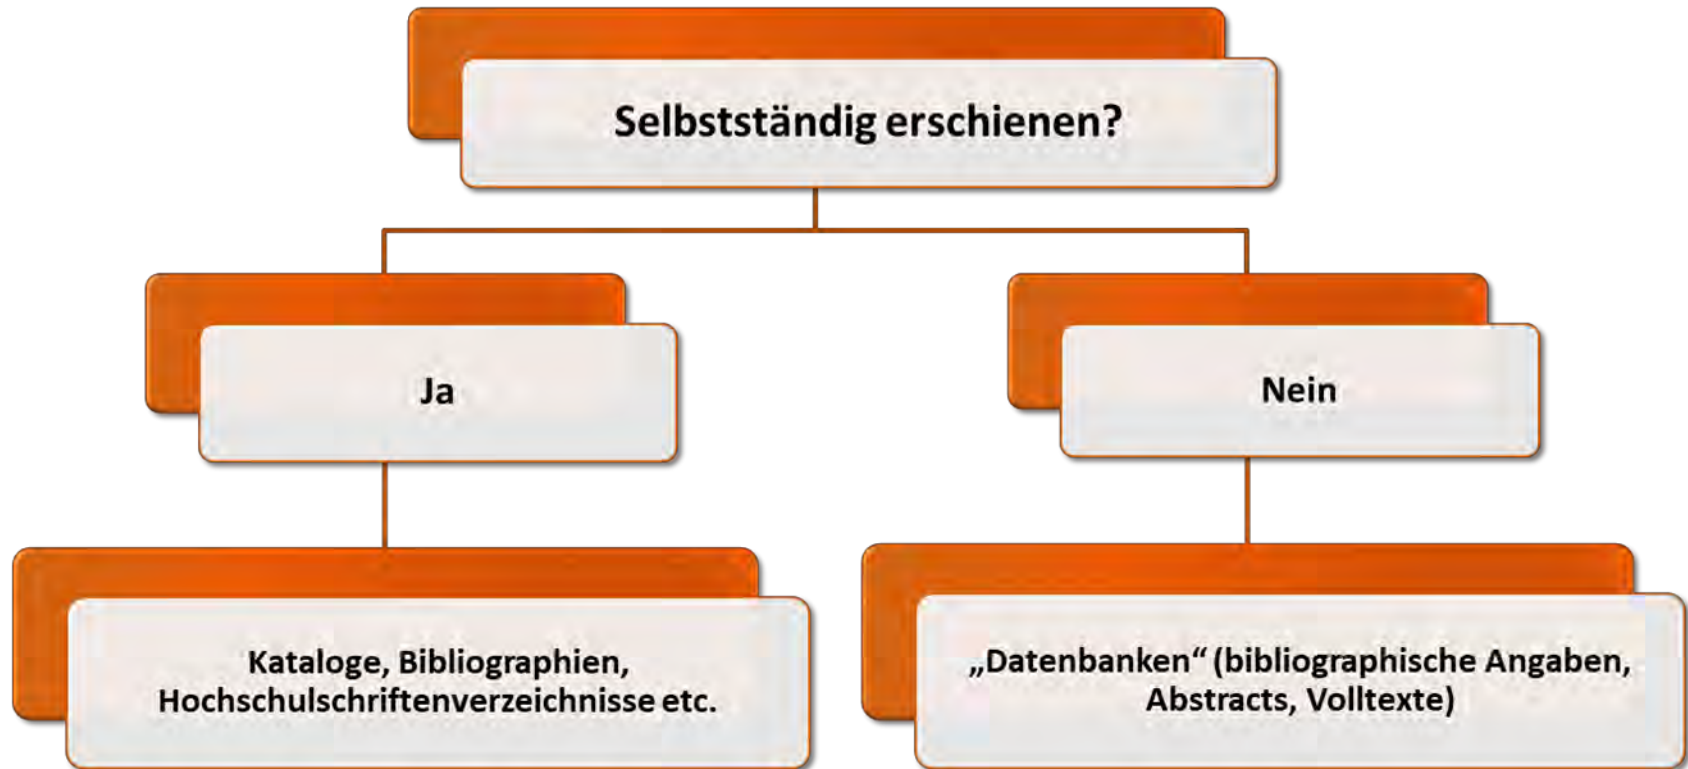 Selbstständig erschienen?
Ja
Nein
Kataloge, Bibliographien,
Hochschulschriftenverzeichnisse etc.
„Datenbanken“ (bibliographische Angaben,
Abstracts, Volltexte)